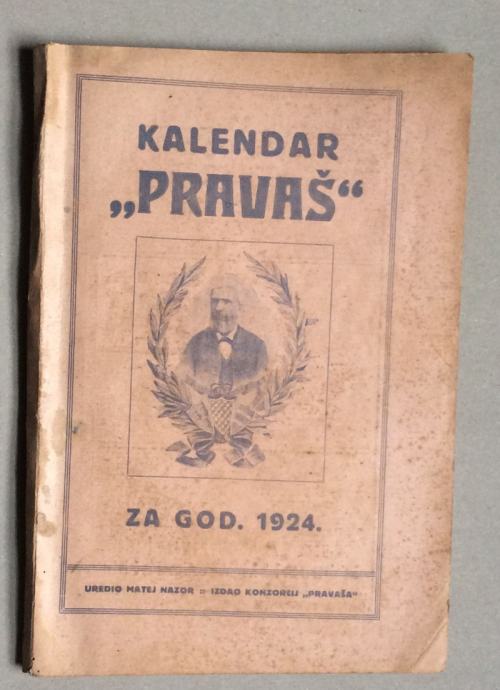 KALENDAR
„PRAVAŠ“
ZA GOD. 1924.
UREDIO MATEJ NAZOR :: IZDAO KONZORCIJ „PRAVAŠA“